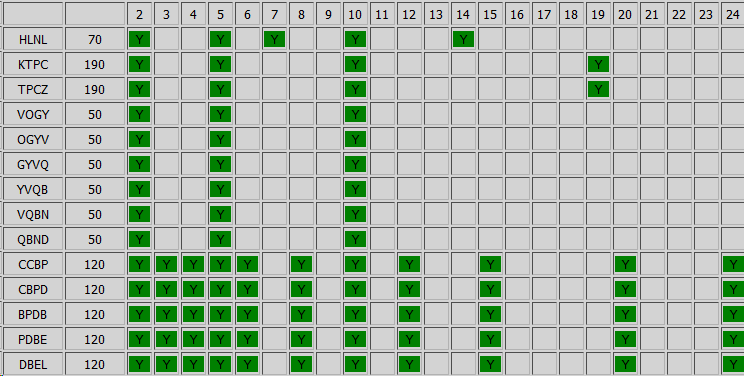 2 3 4 5 6 7 8 9 10 11 12 13 14 15 16 17 18 19 20 21 22 23 24
HLNL 70 Y Y Y Y Y
KTPC 190 Y Y Y Y
TPCZ 190 Y Y Y Y
VOGY 50 Y Y Y
OGYV 50 Y Y Y
GYVQ 50 Y Y Y
YVQB 50 Y Y Y
VQBN 50 Y Y Y
QBND 50 Y Y Y
CCBP 120 Y Y Y Y Y Y Y Y Y Y Y
CBPD 120 Y Y Y Y Y Y Y Y Y Y Y
BPDB 120 Y Y Y Y Y Y Y Y Y Y Y
PDBE 120 Y Y Y Y Y Y Y Y Y Y Y
DBEL 120 Y Y Y Y Y Y Y Y Y Y Y